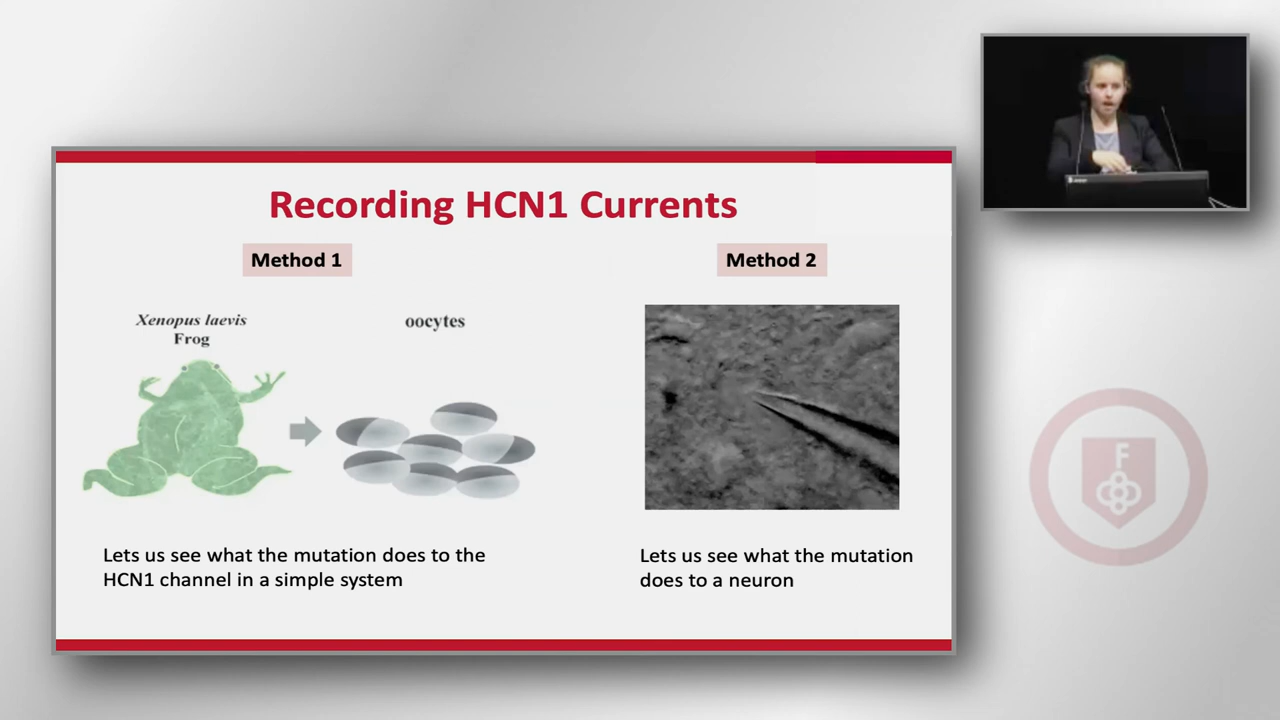 Recording HCN1 Currents
Method 1
Xenopus laevis
Frog
oocytes
Lets us see what the mutation does to the
HCN1 channel in a simple system
Method 2
Lets us see what the mutation
does to a neuron
F